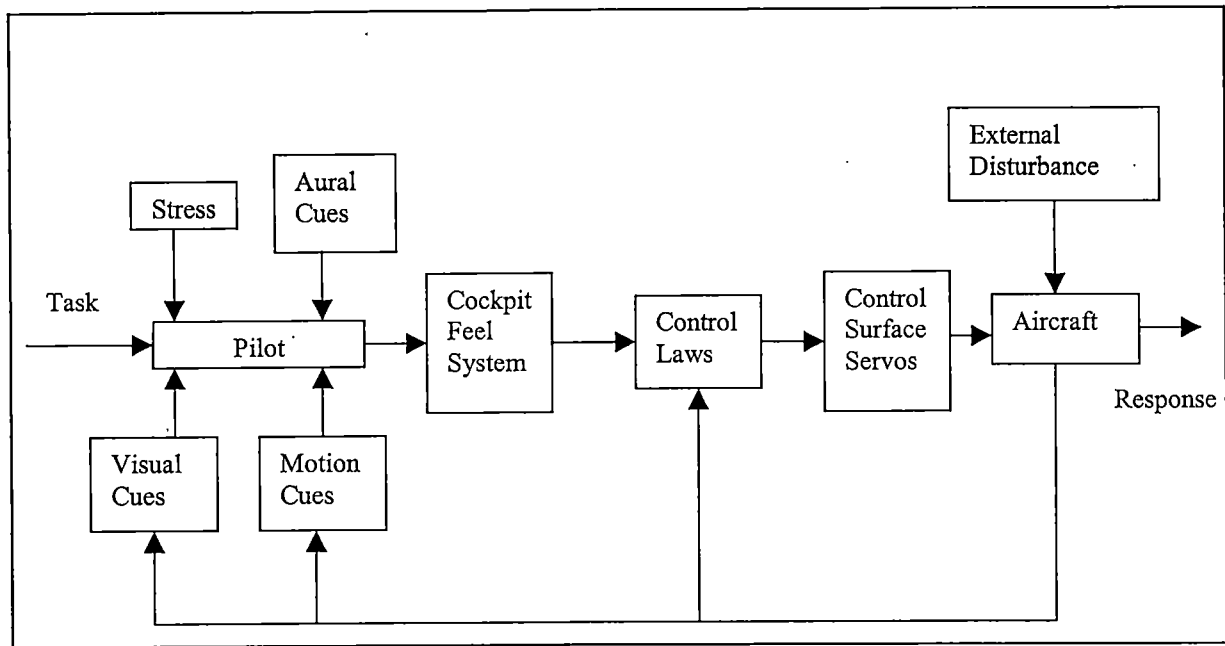 External
Disturbance
Aural
Cues
Stress
Task
Cockpit
Feel
System
Control
Laws
Control
Surface
Servos
Aircraft
Pilot
Response
Visual
Cues
Motion
Cues